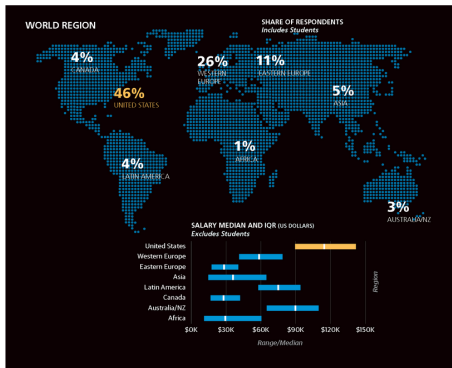 WORLD REGION
SHARE OF RESPONDENTS
Includes Students
4%
CANADA
26%
WESTERN
EUROPE
11%
EASTERN EUROPE
46%
UNITED STATES
5%
ASIA
4%
LATIN AMERICA
1%
AFRICA
3%
AUSTRALIA/NZ
SALARY MEDIAN AND IQR (US DOLLARS)
Excludes Students
United States
Western Europe
Eastern Europe
Asia
Latin America
Canada
Australia/NZ
Africa
Region
$0K $30K $60K $90K $120K $150K
Range/Median